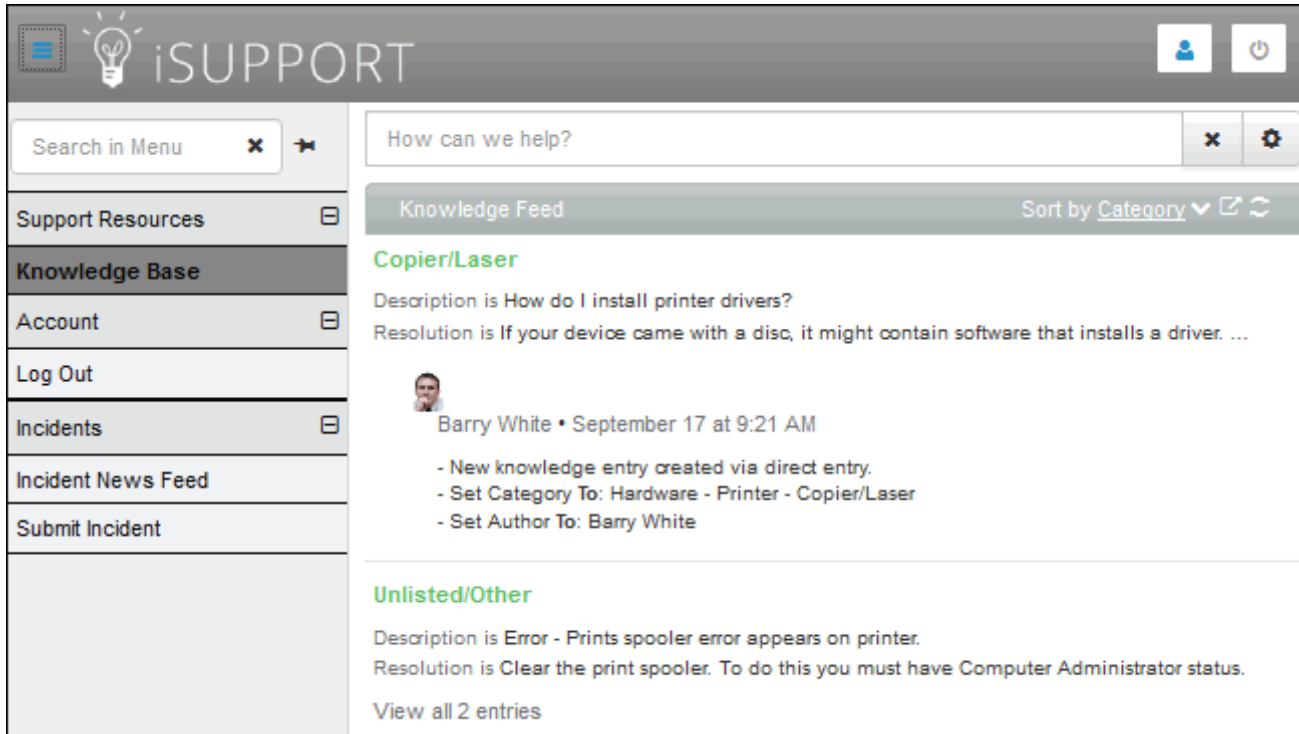 iSUPPORT
Search in Menu
How can we help?
Support Resources
Knowledge Base
Account
Log Out
Incidents
Incident News Feed
Submit Incident
Knowledge Feed Sort by Category
Copier/Laser
Description is How do I install printer drivers?
Resolution is If your device came with a disc, it might contain software that installs a driver. ...
Barry White • September 17 at 9:21 AM
- New knowledge entry created via direct entry.
- Set Category To: Hardware - Printer - Copier/Laser
- Set Author To: Barry White
Unlisted/Other
Description is Error - Prints spooler error appears on printer.
Resolution is Clear the print spooler. To do this you must have Computer Administrator status.
View all 2 entries